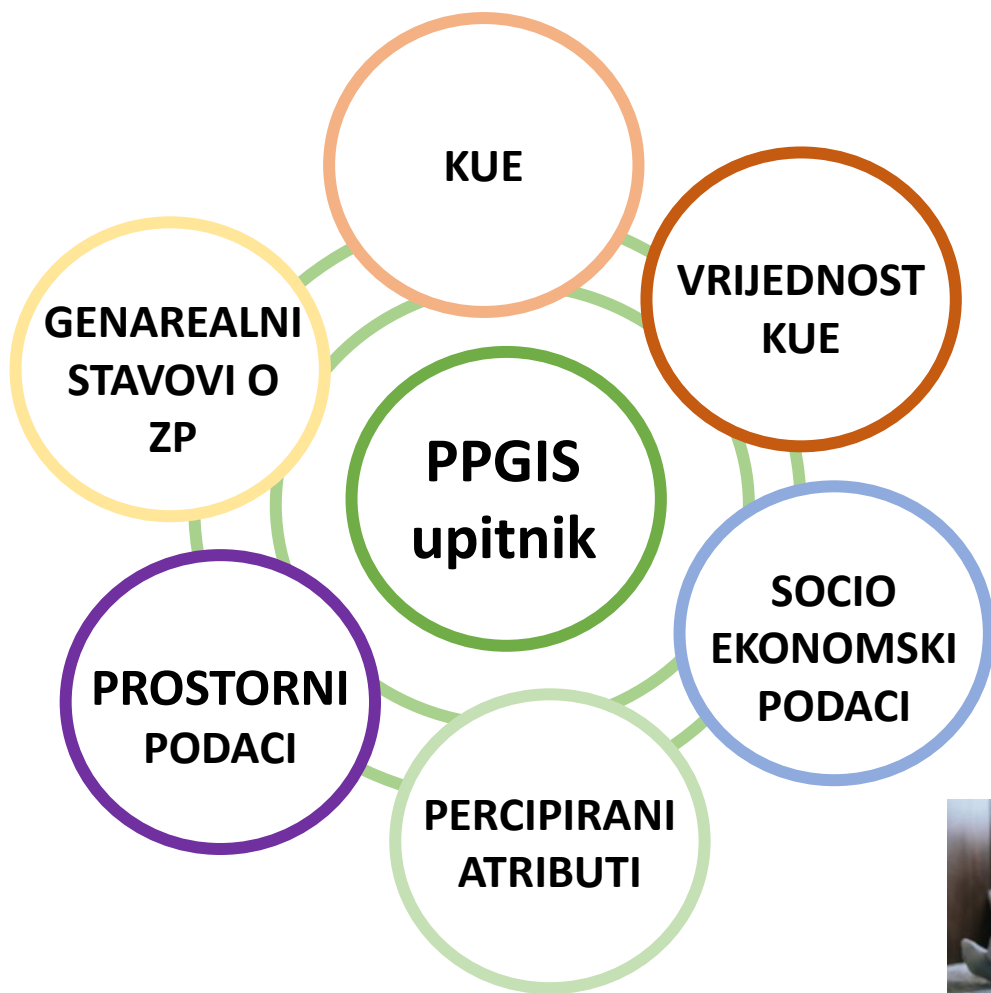 KUE
VRIJEDNOST
KUE
GENAREALNI
STAVOVI O
ZP
PPGIS
upitnik
SOCIO
EKONOMSKI
PODACI
PROSTORNI
PODACI
PERCIPIRANI
ATRIBUTI